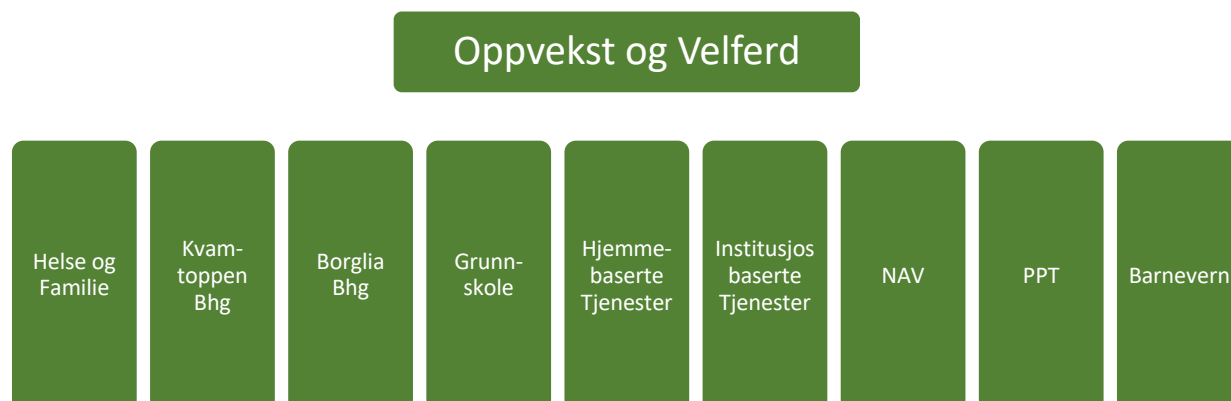 Oppvekst og Velferd
Helse og
Familie
Kvam-
toppen
Bhg
Borglia
Bhg
Grunn-
skole
Hjemme-
baserte
Tjenester
Institusjos
baserte
Tjenester
NAV
PPT
Barnevern